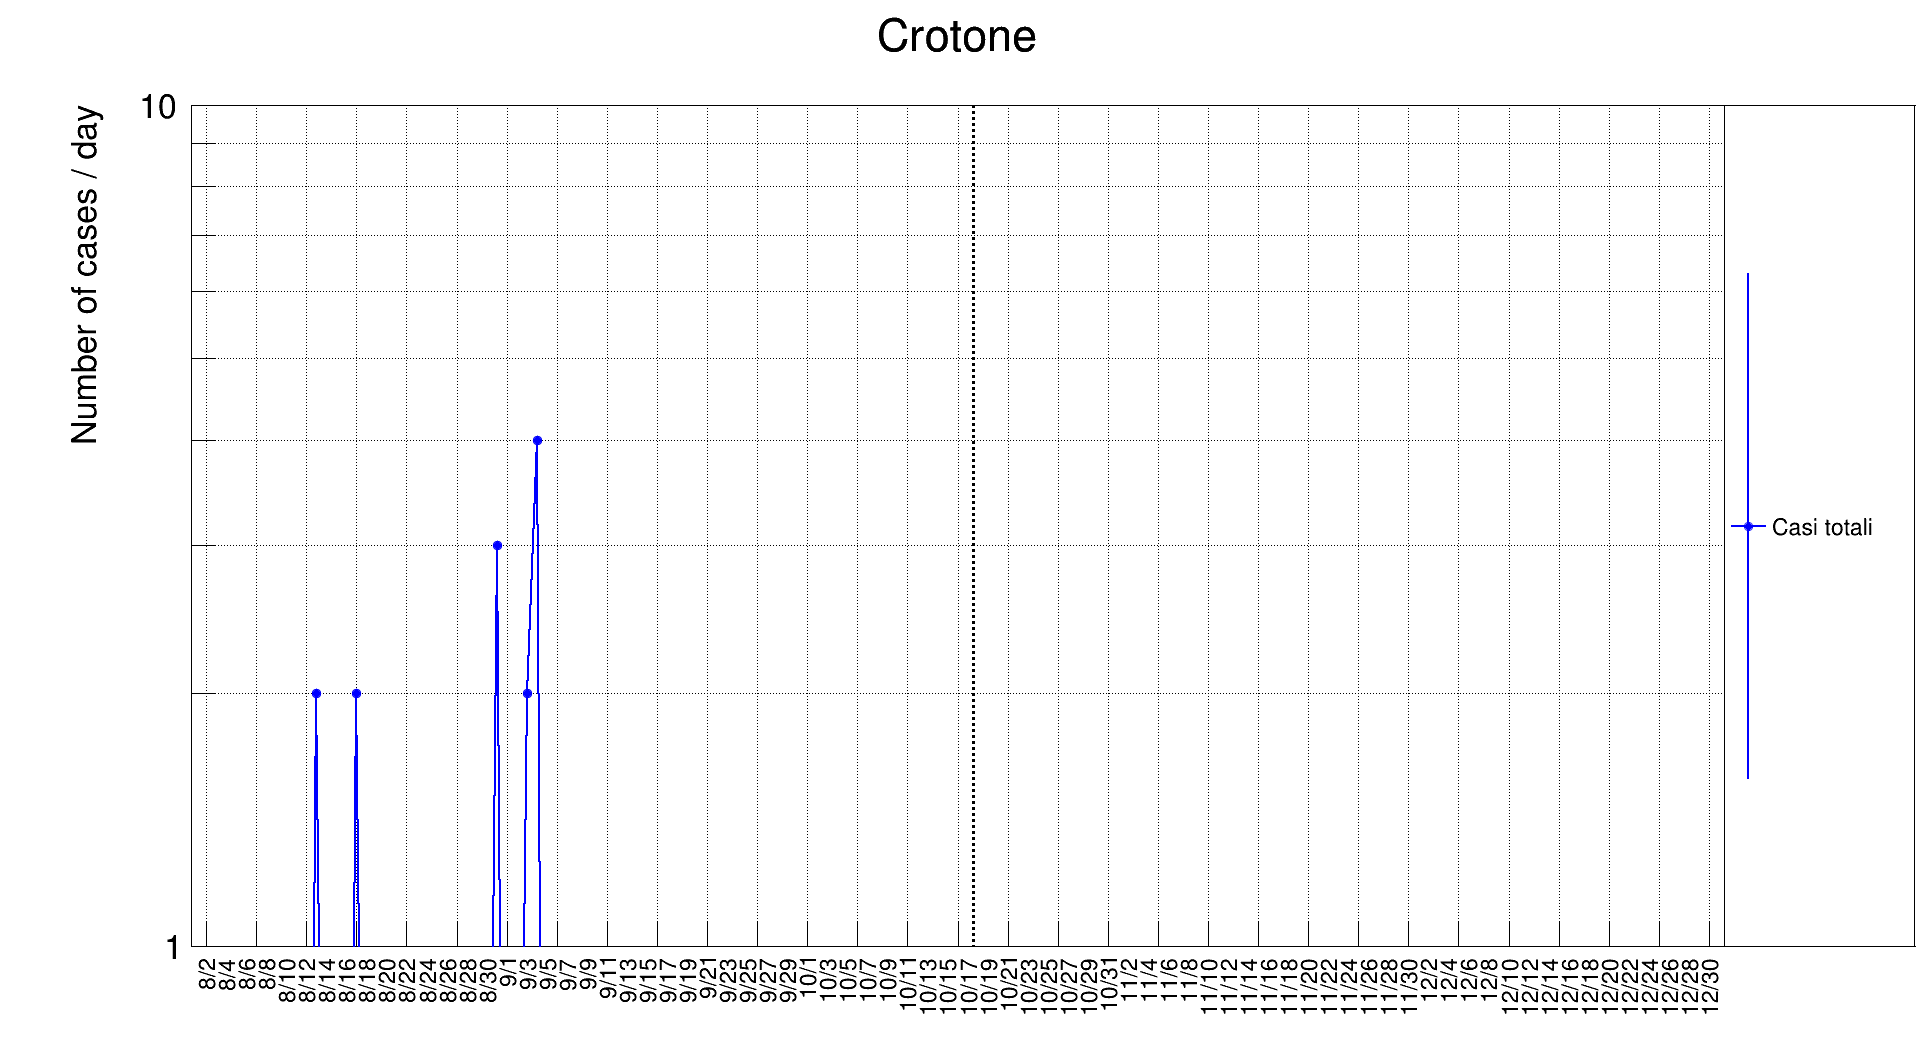 Crotone
Number of cases / day
10
1
8/2 8/4 8/6 8/8 8/10 8/12 8/14 8/16 8/18 8/20 8/22 8/24 8/26 8/28 8/30 9/1 9/3 9/5 9/7 9/9 9/11 9/13 9/15 9/17 9/19 9/21 9/23 9/25 9/27 9/29 10/1 10/3 10/5 10/7 10/9 10/11 10/13 10/15 10/17 10/19 10/21 10/23 10/25 10/27 10/29 10/31 11/2 11/4 11/6 11/8 11/10 11/12 11/14 11/16 11/18 11/20 11/22 11/24 11/26 11/28 11/30 12/2 12/4 12/6 12/8 12/10 12/12 12/14 12/16 12/18 12/20 12/22 12/24 12/26 12/28 12/30
Casi totali